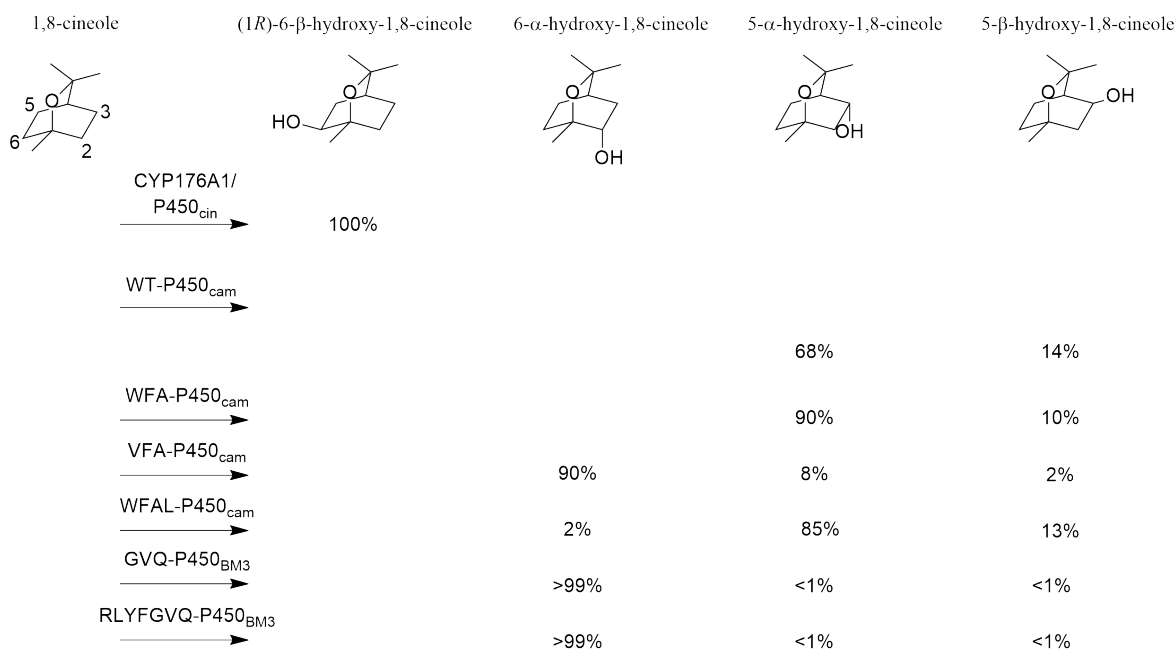 1,8-cineole (1R)-6-β-hydroxy-1,8-cineole 6-α-hydroxy-1,8-cineole 5-α-hydroxy-1,8-cineole 5-β-hydroxy-1,8-cineole
O O O O O
5 3 OH
HO OH
6 2
OH
CYP176A1/
P450cin
100%
WT-P450cam
68% 14%
WFA-P450cam
90% 10%
VFA-P450cam
90% 8% 2%
WFAL-P450cam
2% 85% 13%
GVQ-P450BM3
>99% <1% <1%
RLYFGVQ-P450BM3
>99% <1% <1%